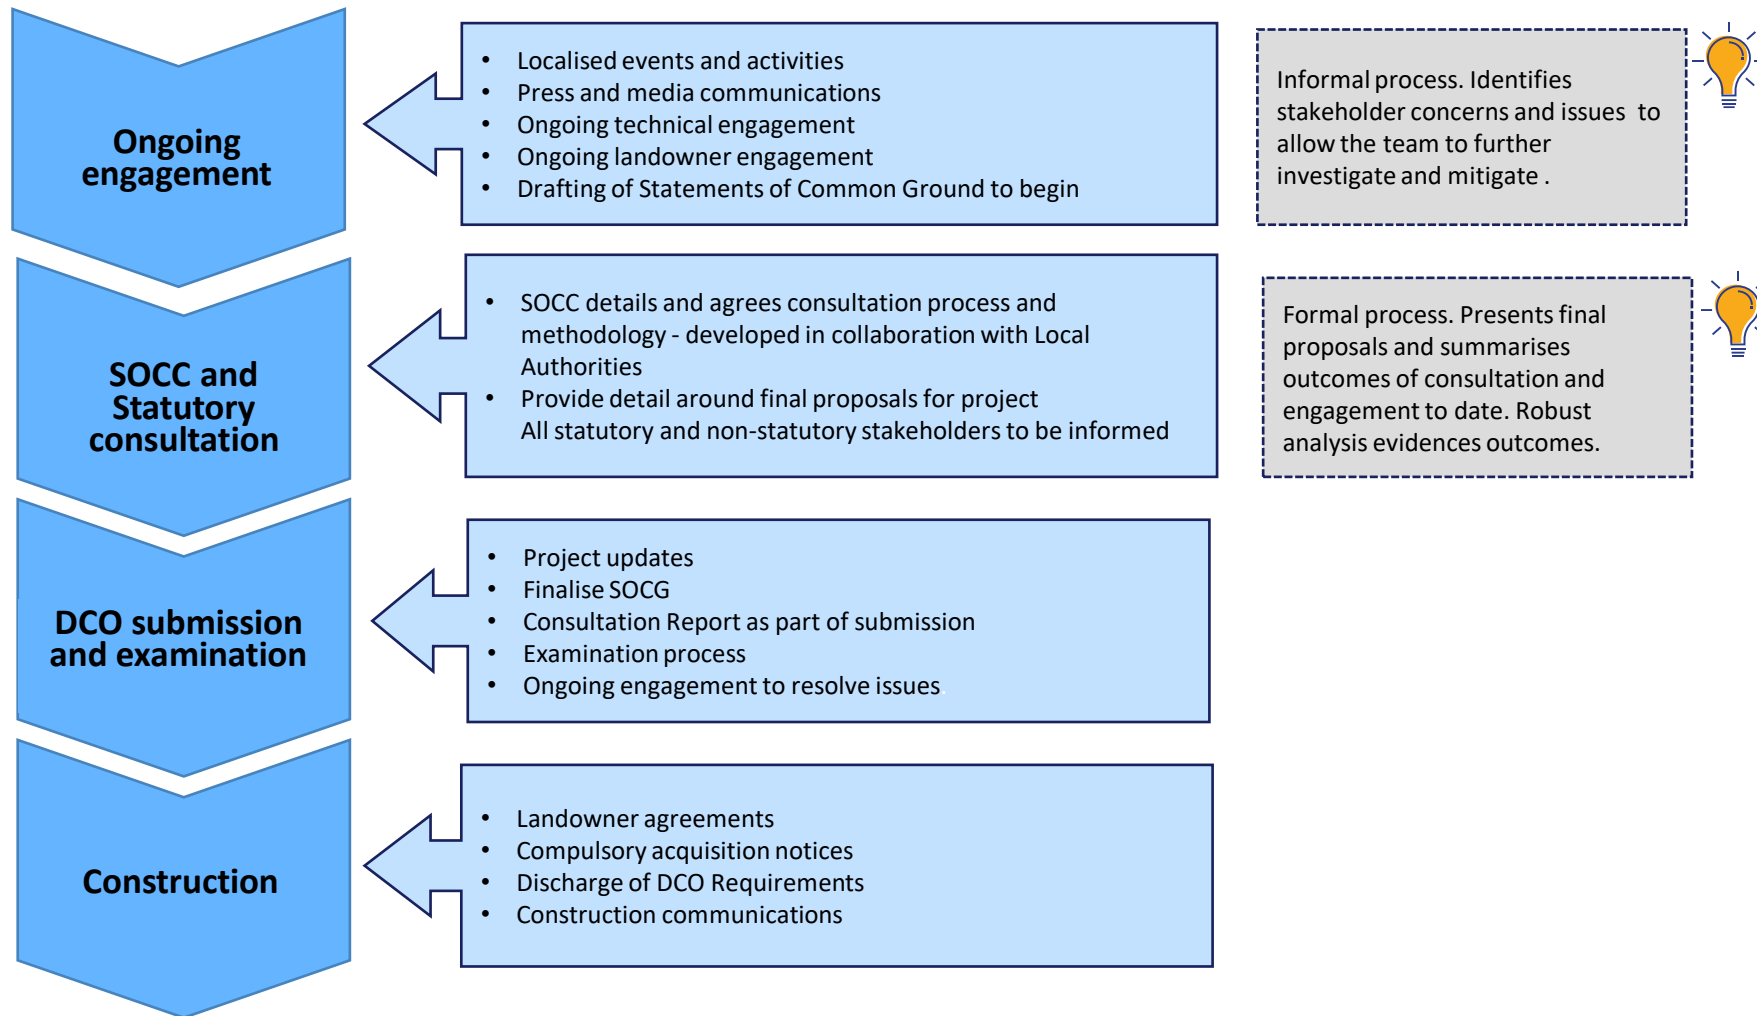 Ongoing
engagement
• Localised events and activities
• Press and media communications
• Ongoing technical engagement
• Ongoing landowner engagement
• Drafting of Statements of Common Ground to begin
Informal process. Identifies
stakeholder concerns and issues to
allow the team to further
investigate and mitigate .
SOCC and
Statutory
consultation
• SOCC details and agrees consultation process and
methodology - developed in collaboration with Local
Authorities
• Provide detail around final proposals for project
All statutory and non-statutory stakeholders to be informed
Formal process. Presents final
proposals and summarises
outcomes of consultation and
engagement to date. Robust
analysis evidences outcomes.
DCO submission
and examination
• Project updates
• Finalise SOCG
• Consultation Report as part of submission
• Examination process
• Ongoing engagement to resolve issues.
Construction
• Landowner agreements
• Compulsory acquisition notices
• Discharge of DCO Requirements
• Construction communications